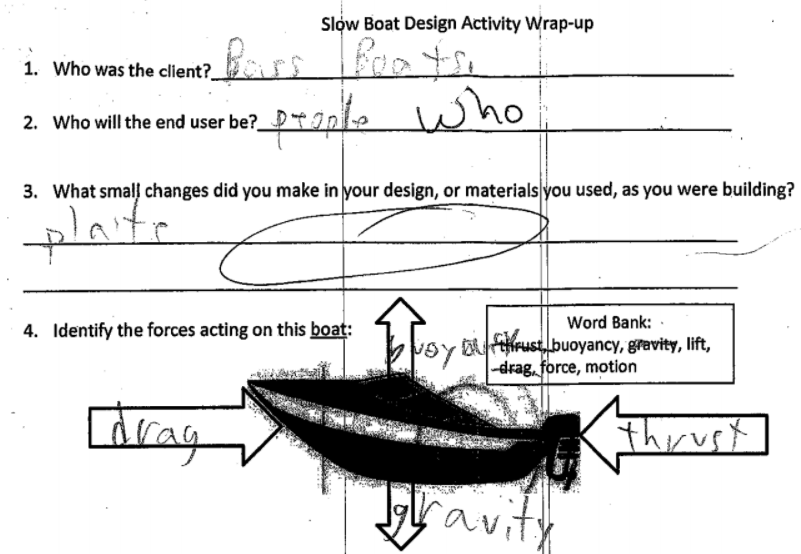 Slow Boat Design Activity Wrap-up
1. Who was the client? Bass Boats.
2. Who will the end user be? people who
3. What small changes did you make in your design, or materials you used, as you were building?
4. Identify the forces acting on this boat:
Word Bank:
thrust, buoyancy, gravity, lift,
drag, force, motion
drag
thrust
gravity